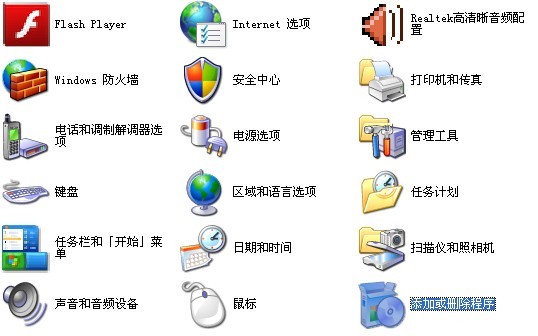 Flash Player
Internet 选项
Realtek高清晰音频配
置
Windows 防火墙
安全中心
打印机和传真
电话和调制解调器选
项
电源选项
管理工具
键盘
区域和语言选项
任务计划
任务栏和「开始」菜
单
日期和时间
扫描仪和照相机
声音和音频设备
鼠标
添加或删除程序